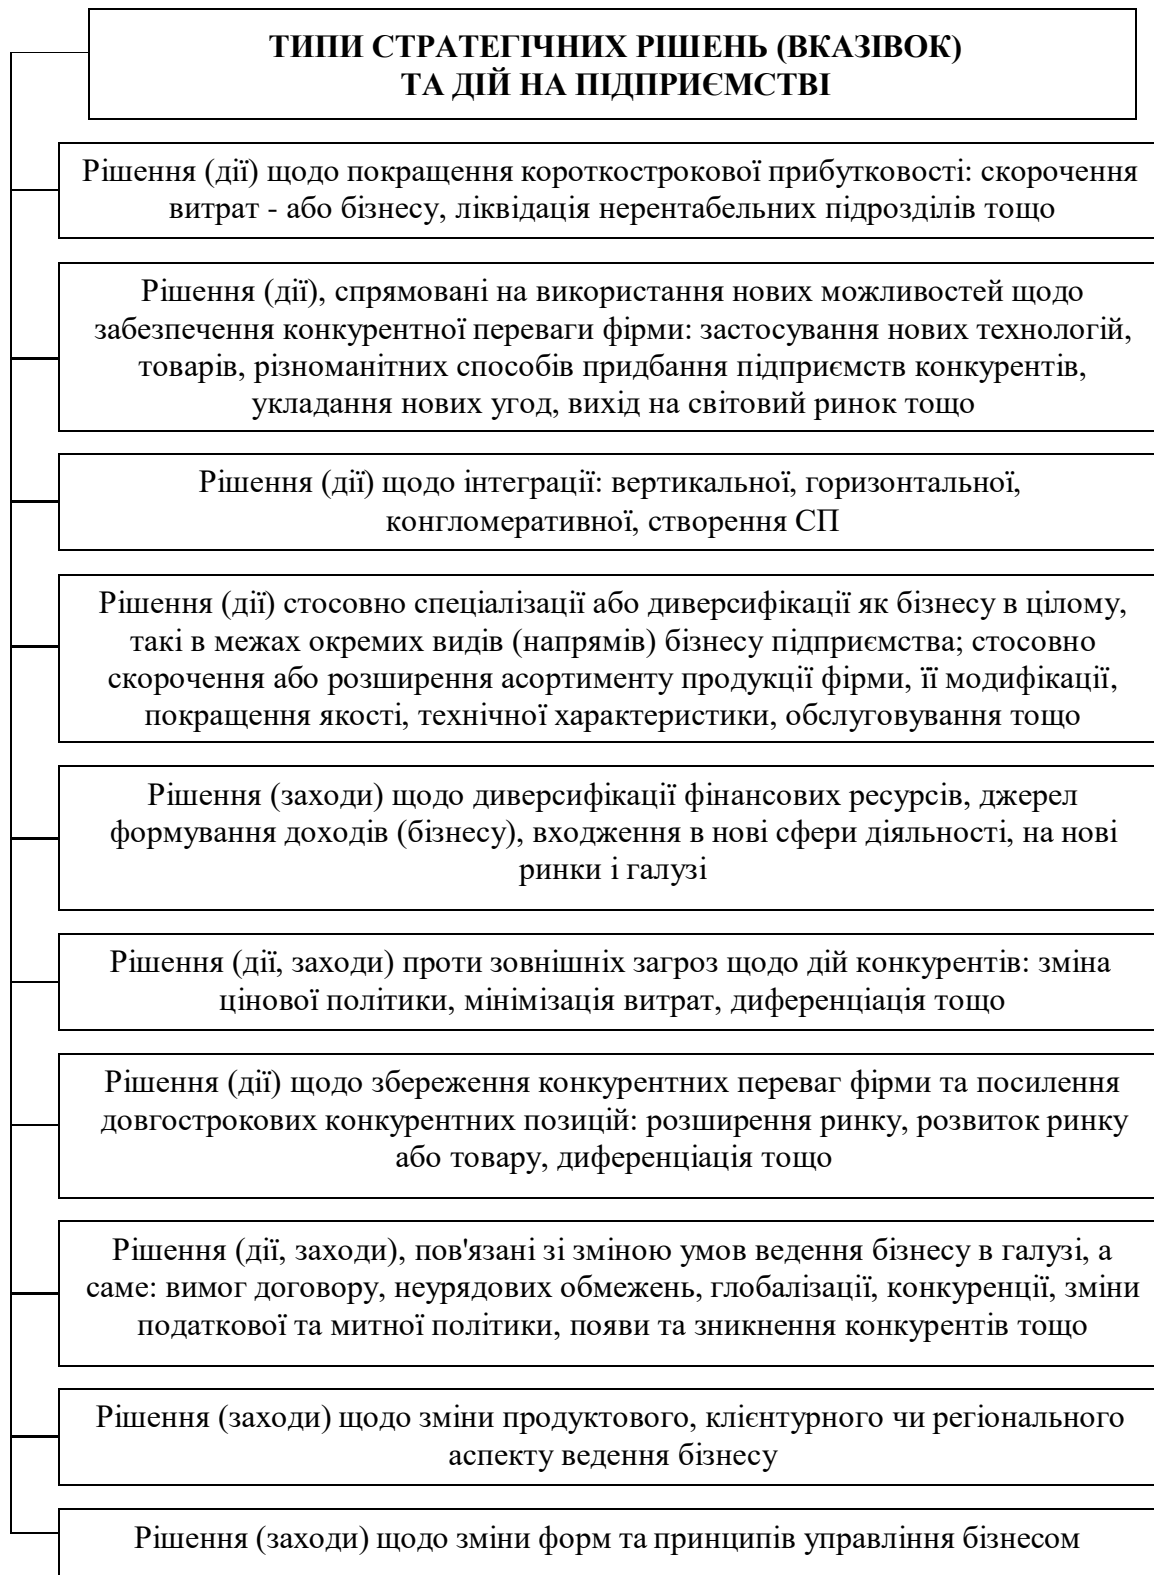 ТИПИ СТРАТЕГІЧНИХ РІШЕНЬ (ВКАЗІВОК)
ТА ДІЙ НА ПІДПРИЄМСТВІ
Рішення (дії) щодо покращення короткострокової прибутковості: скорочення
витрат - або бізнесу, ліквідація нерентабельних підрозділів тощо
Рішення (дії), спрямовані на використання нових можливостей щодо
забезпечення конкурентної переваги фірми: застосування нових технологій,
товарів, різноманітних способів придбання підприємств конкурентів,
укладання нових угод, вихід на світовий ринок тощо
Рішення (дії) щодо інтеграції: вертикальної, горизонтальної,
конгломеративної, створення СП
Рішення (дії) стосовно спеціалізації або диверсифікації як бізнесу в цілому,
такі в межах окремих видів (напрямів) бізнесу підприємства; стосовно
скорочення або розширення асортименту продукції фірми, її модифікації,
покращення якості, технічної характеристики, обслуговування тощо
Рішення (заходи) щодо диверсифікації фінансових ресурсів, джерел
формування доходів (бізнесу), входження в нові сфери діяльності, на нові
ринки і галузі
Рішення (дії, заходи) проти зовнішніх загроз щодо дій конкурентів: зміна
цінової політики, мінімізація витрат, диференціація тощо
Рішення (дії) щодо збереження конкурентних переваг фірми та посилення
довгострокових конкурентних позицій: розширення ринку, розвиток ринку
або товару, диференціація тощо
Рішення (дії, заходи), пов'язані зі зміною умов ведення бізнесу в галузі, а
саме: вимог договору, неурядових обмежень, глобалізації, конкуренції, зміни
податкової та митної політики, появи та зникнення конкурентів тощо
Рішення (заходи) щодо зміни продуктового, клієнтурного чи регіонального
аспекту ведення бізнесу
Рішення (заходи) щодо зміни форм та принципів управління бізнесом